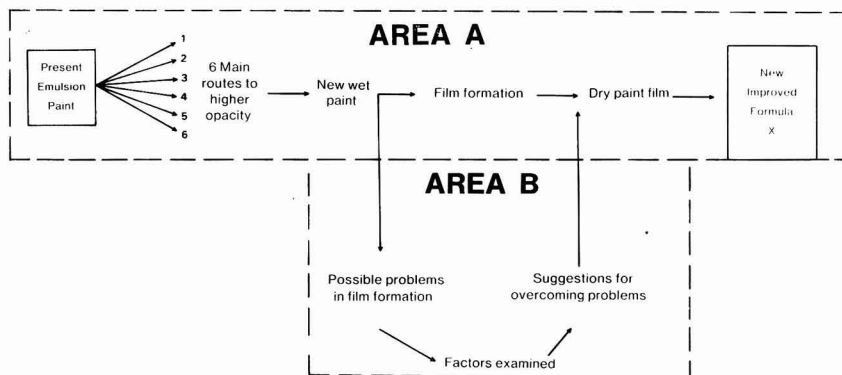 AREA A
Present
Emulsion
Paint
1
2
3
4
5
6
6 Main
routes to
higher
opacity
New wet
paint
Film formation
Dry paint film
New
Improved
Formula
X
AREA B
Possible problems
in film formation
Suggestions for
overcoming problems
Factors examined